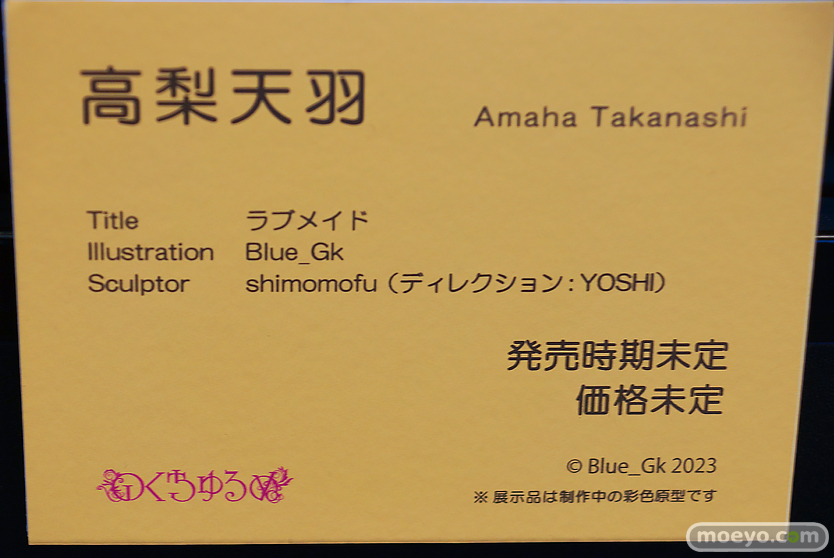 高梨天羽 Amaha Takanashi
Title ラブメイド
Illustration Blue_Gk
Sculptor shimomofu（ディレクション：YOSHI）
発売時期未定
価格未定
© Blue_Gk 2023
※展示品は制作中の彩色原型です
moeyo.com